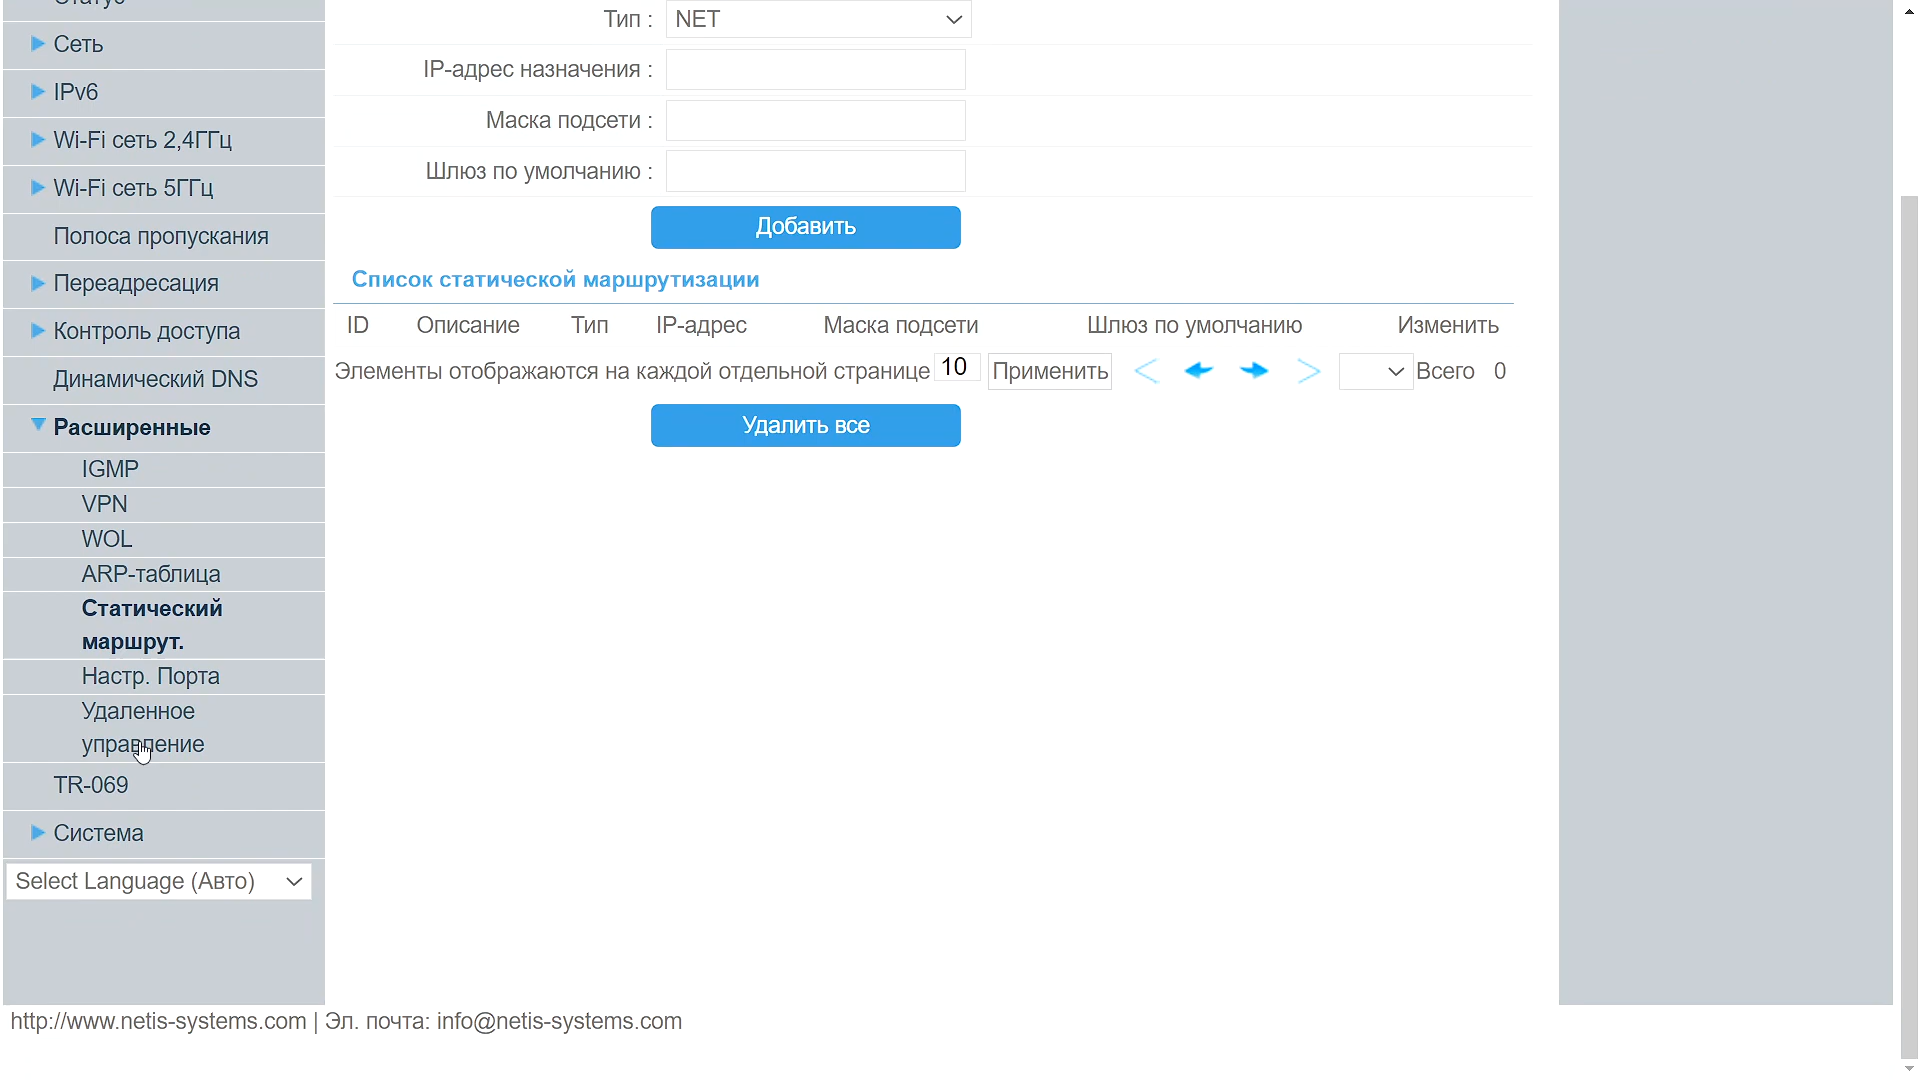 Статус
Сеть
IPv6
Wi-Fi сеть 2,4ГГц
Wi-Fi сеть 5ГГц
Полоса пропускания
Переадресация
Контроль доступа
Динамический DNS
Расширенные
IGMP
VPN
WOL
ARP-таблица
Статический
маршрут.
Настр. Порта
Удаленное
управление
TR-069
Система
Select Language (Авто)
Тип : NET
IP-адрес назначения :
Маска подсети :
Шлюз по умолчанию :
Добавить
Список статической маршрутизации
ID Описание Тип IP-адрес Маска подсети Шлюз по умолчанию Изменить
Элементы отображаются на каждой отдельной странице 10 Применить Всего 0
Удалить все
http://www.netis-systems.com | Эл. почта: info@netis-systems.com